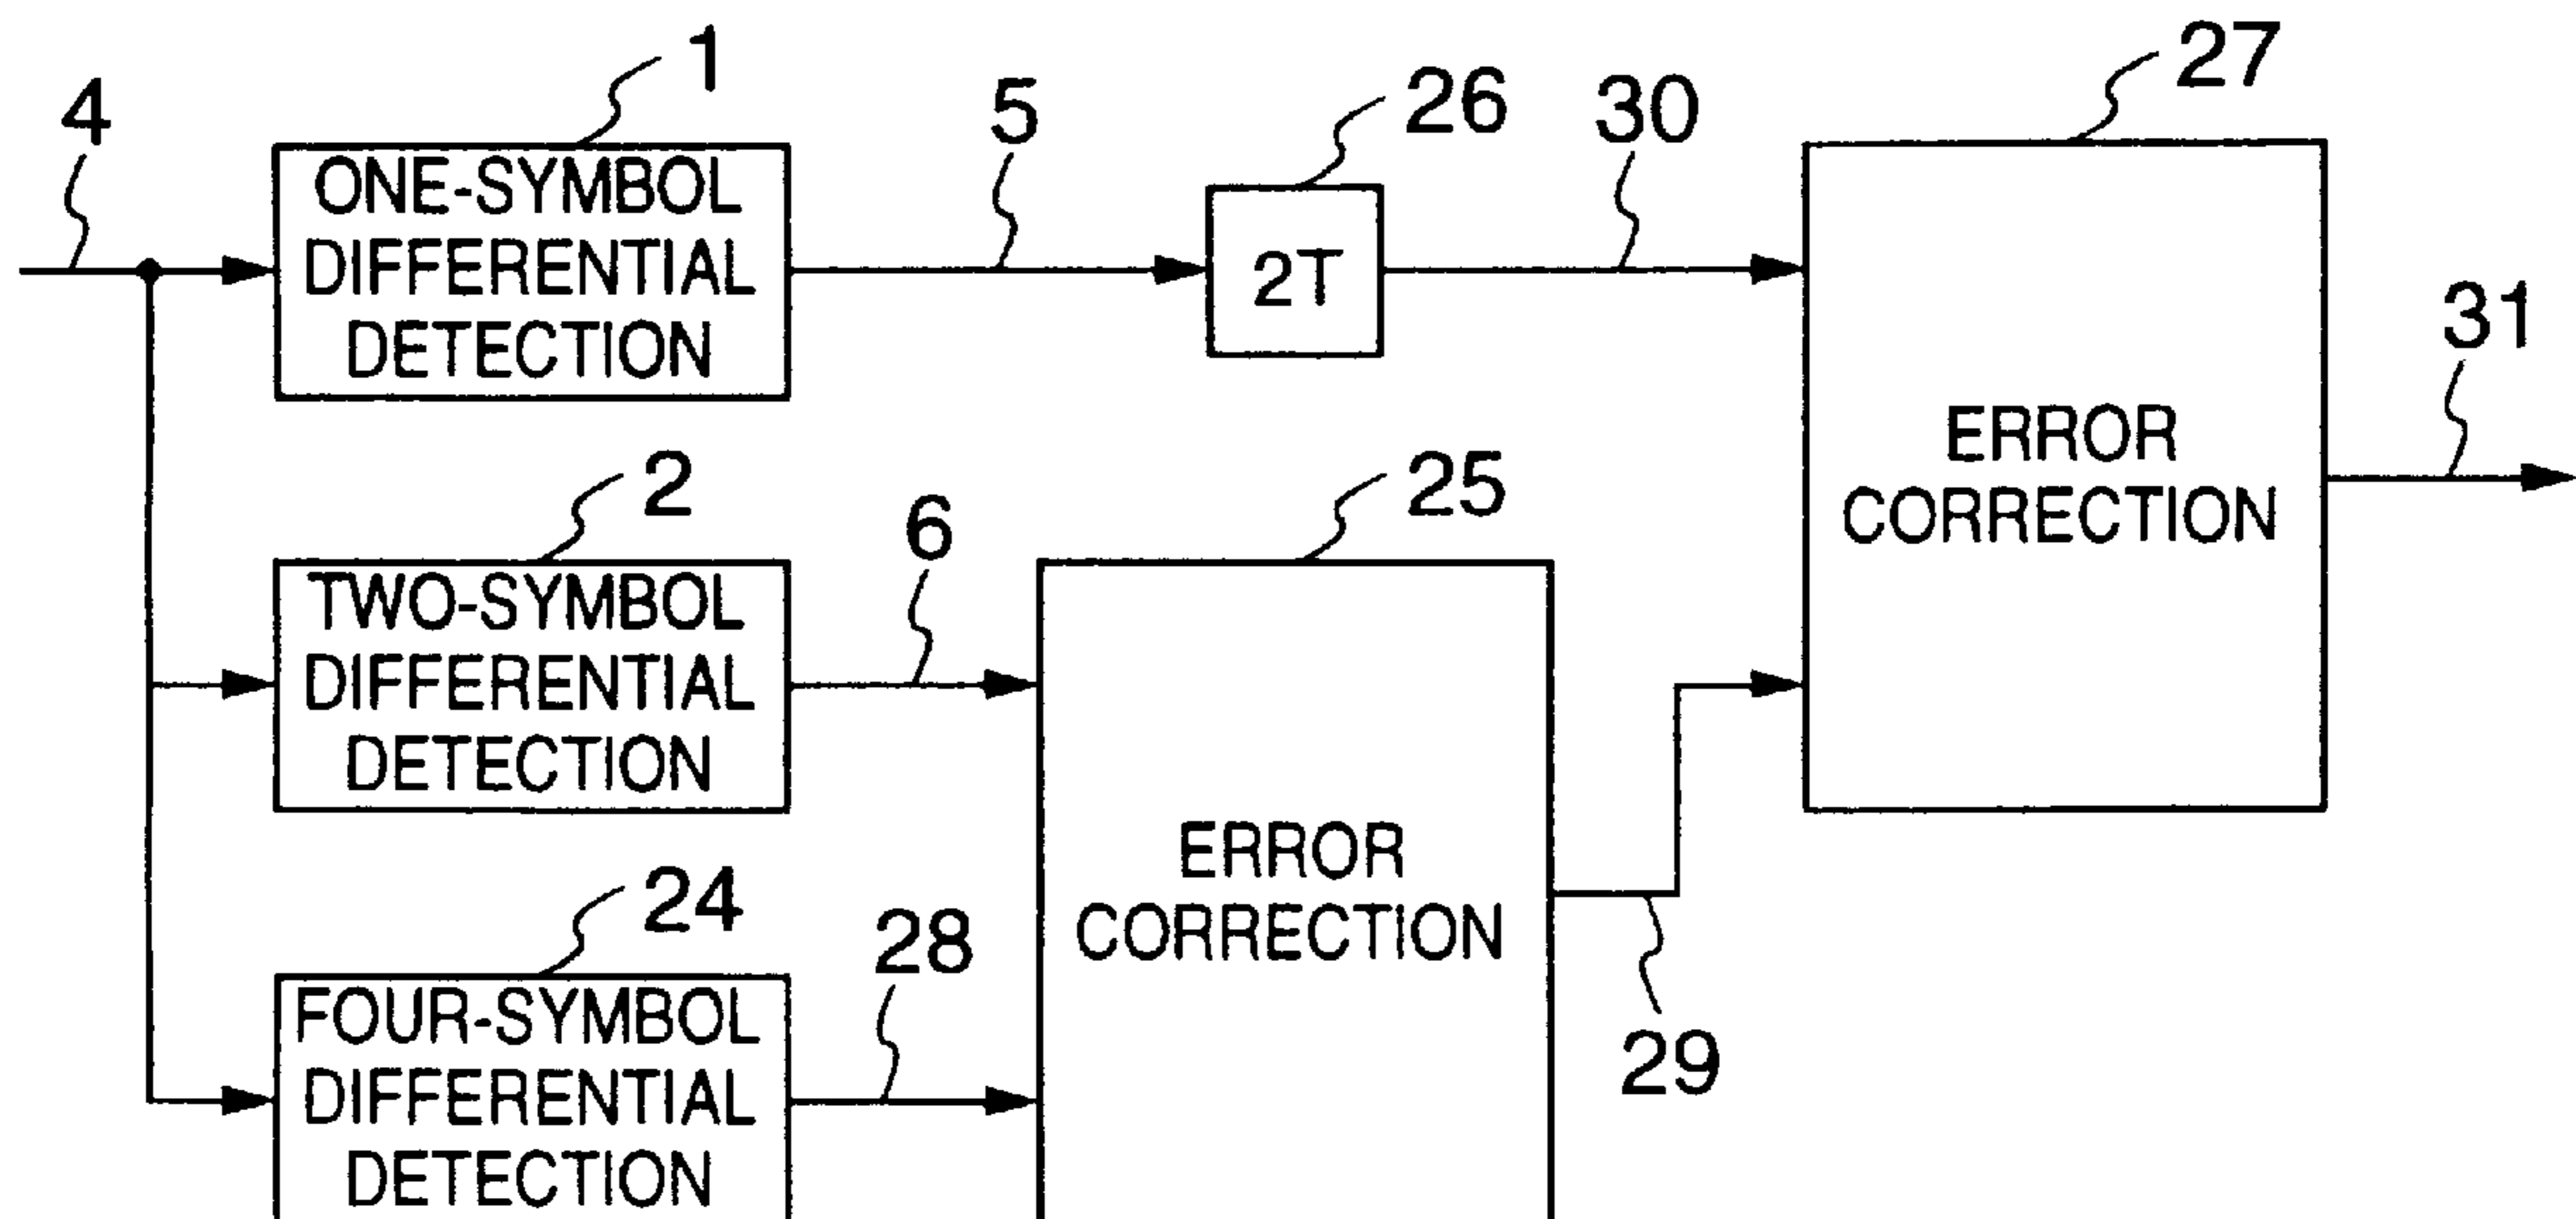 1
27
4
5
26
30
ONE-SYMBOL
DIFFERENTIAL
DETECTION
2T
31
ERROR
CORRECTION
2
6
25
TWO-SYMBOL
DIFFERENTIAL
DETECTION
ERROR
CORRECTION
24
28
29
FOUR-SYMBOL
DIFFERENTIAL
DETECTION